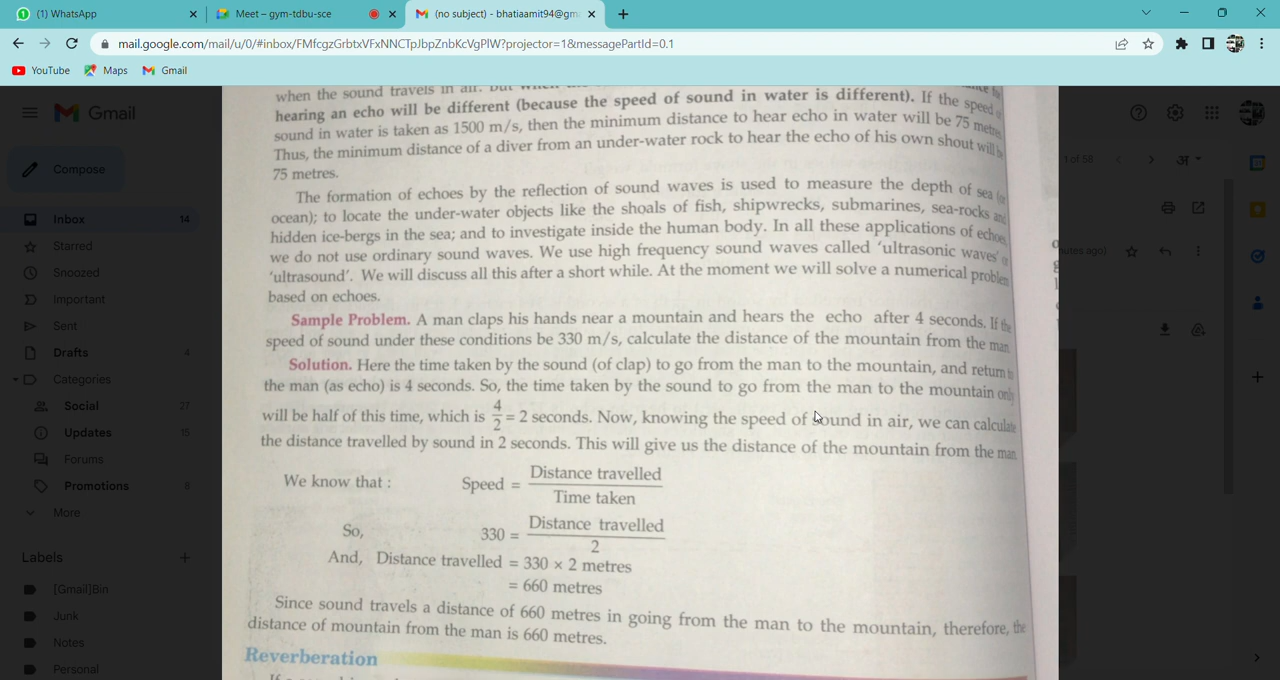 (1) WhatsApp
Meet – gym-tdbu-sce
(no subject) - bhatiaamit94@gm
mail.google.com/mail/u/0/#inbox/FMfcgzGrbtxVFxNNCTpJbpZnbKcVgPlW?projector=1&messagePartId=0.1
YouTube Maps Gmail
Gmail
Compose
Inbox 14
Starred
Snoozed
Important
Sent
Drafts 4
Categories
Social 27
Updates 15
Forums
Promotions 8
More
Labels
[Gmail]Bin
Junk
Notes
Personal
1 of 58
utes ago)
when the sound travels in air. But when the
hearing an echo will be different (because the speed of sound in water is different). If the speed of
sound in water is taken as 1500 m/s, then the minimum distance to hear echo in water will be 75 metres.
Thus, the minimum distance of a diver from an under-water rock to hear the echo of his own shout will be
75 metres.
The formation of echoes by the reflection of sound waves is used to measure the depth of sea (or
ocean); to locate the under-water objects like the shoals of fish, shipwrecks, submarines, sea-rocks and
hidden ice-bergs in the sea; and to investigate inside the human body. In all these applications of echoes,
we do not use ordinary sound waves. We use high frequency sound waves called 'ultrasonic waves' or
'ultrasound'. We will discuss all this after a short while. At the moment we will solve a numerical problem
based on echoes.
Sample Problem. A man claps his hands near a mountain and hears the echo after 4 seconds. If the
speed of sound under these conditions be 330 m/s, calculate the distance of the mountain from the man.
Solution. Here the time taken by the sound (of clap) to go from the man to the mountain, and return to
the man (as echo) is 4 seconds. So, the time taken by the sound to go from the man to the mountain only
will be half of this time, which is 4/2 = 2 seconds. Now, knowing the speed of sound in air, we can calculate
the distance travelled by sound in 2 seconds. This will give us the distance of the mountain from the man.
We know that : Speed = Distance travelled / Time taken
So, 330 = Distance travelled / 2
And, Distance travelled = 330 × 2 metres
= 660 metres
Since sound travels a distance of 660 metres in going from the man to the mountain, therefore, the
distance of mountain from the man is 660 metres.
Reverberation